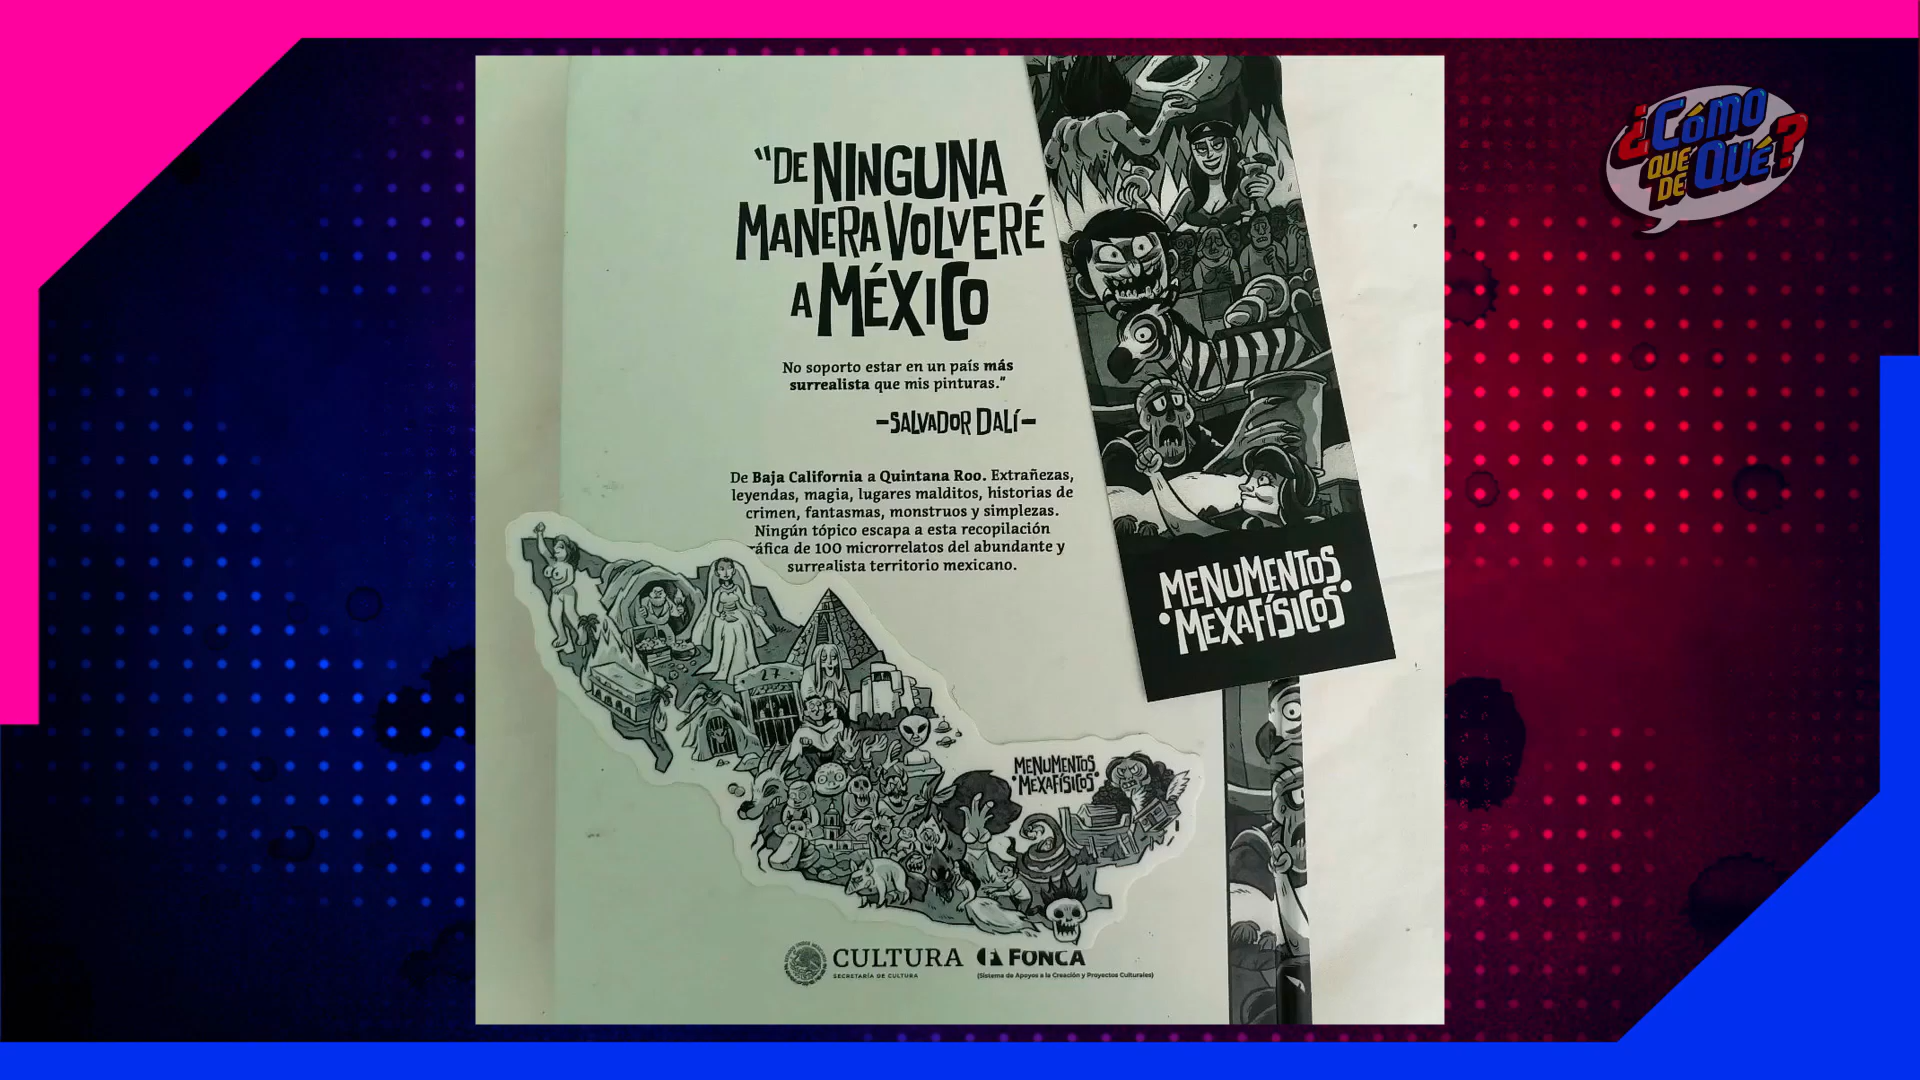 ¿CÓMO
QUE QUÉ?
DE
“DE NINGUNA
MANERA VOLVERÉ
A MÉXICO
No soporto estar en un país más
surrealista que mis pinturas.”
–SALVADOR DALÍ–
De Baja California a Quintana Roo. Extrañezas,
leyendas, magia, lugares malditos, historias de
crimen, fantasmas, monstruos y simplezas.
Ningún tópico escapa a esta recopilación
ráfica de 100 microrrelatos del abundante y
surrealista territorio mexicano.
MENUMENTOS
•MEXAFÍSICOS•
27
MENUMENTOS
•MEXAFÍSICOS•
CULTURA
SECRETARÍA DE CULTURA
FONCA
(Sistema de Apoyos a la Creación y Proyectos Culturales)